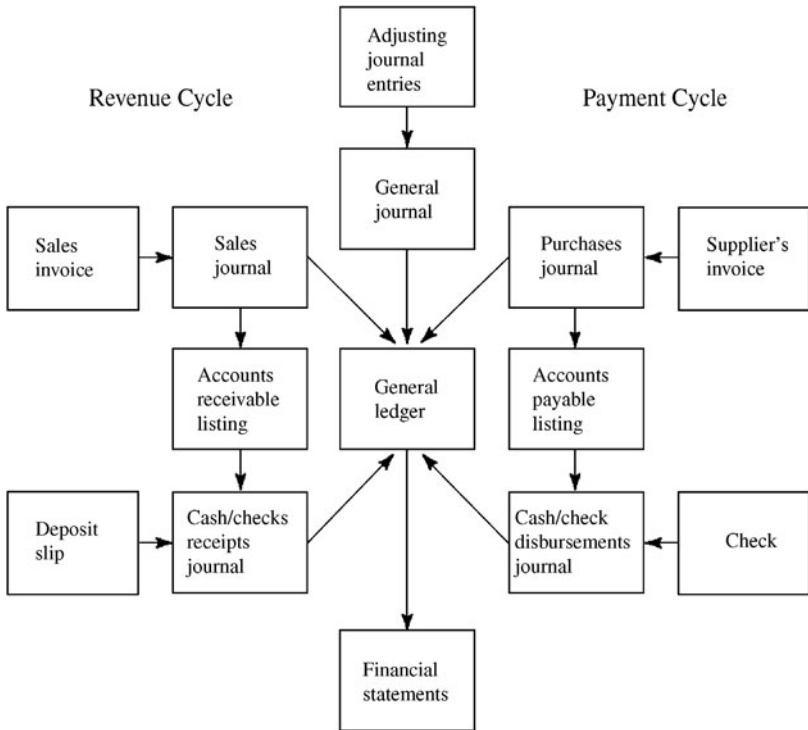 Adjusting
journal
entries
Revenue Cycle
Payment Cycle
General
journal
Sales
invoice
Sales
journal
Purchases
journal
Supplier's
invoice
Accounts
receivable
listing
General
ledger
Accounts
payable
listing
Deposit
slip
Cash/checks
receipts
journal
Cash/check
disbursements
journal
Check
Financial
statements